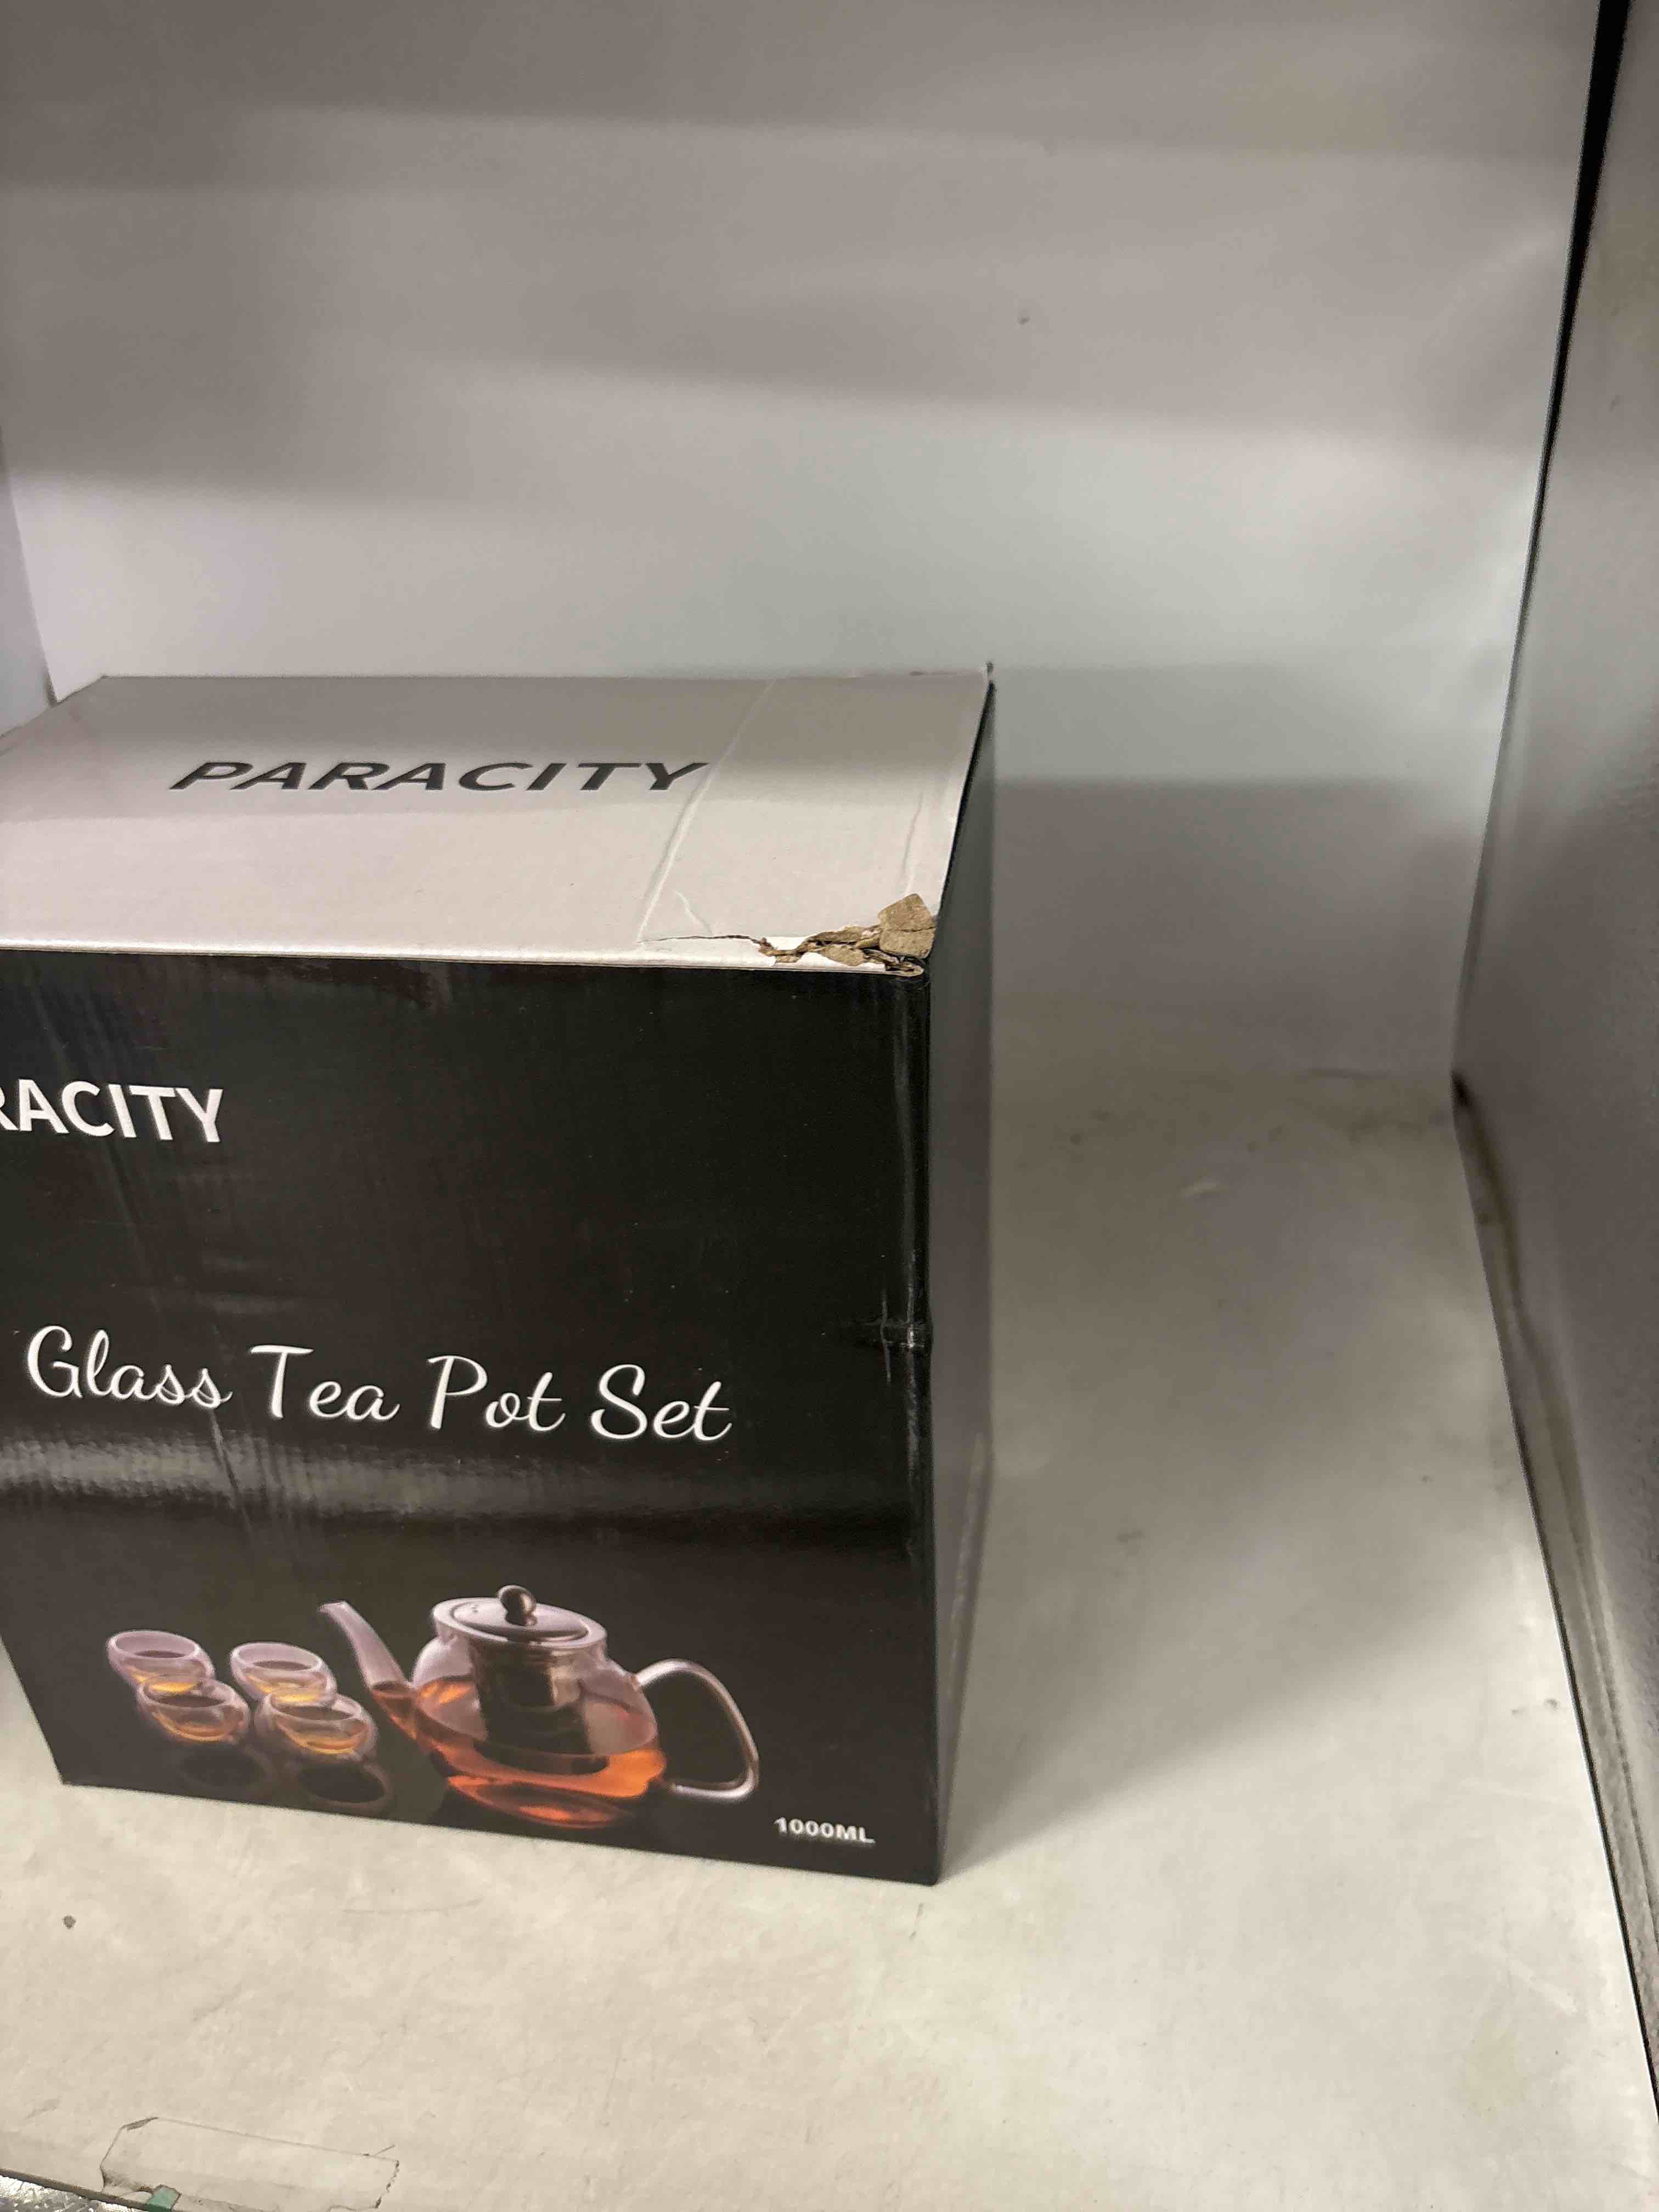 PARACITY
RACITY
Glass Tea Pot Set
1000ML